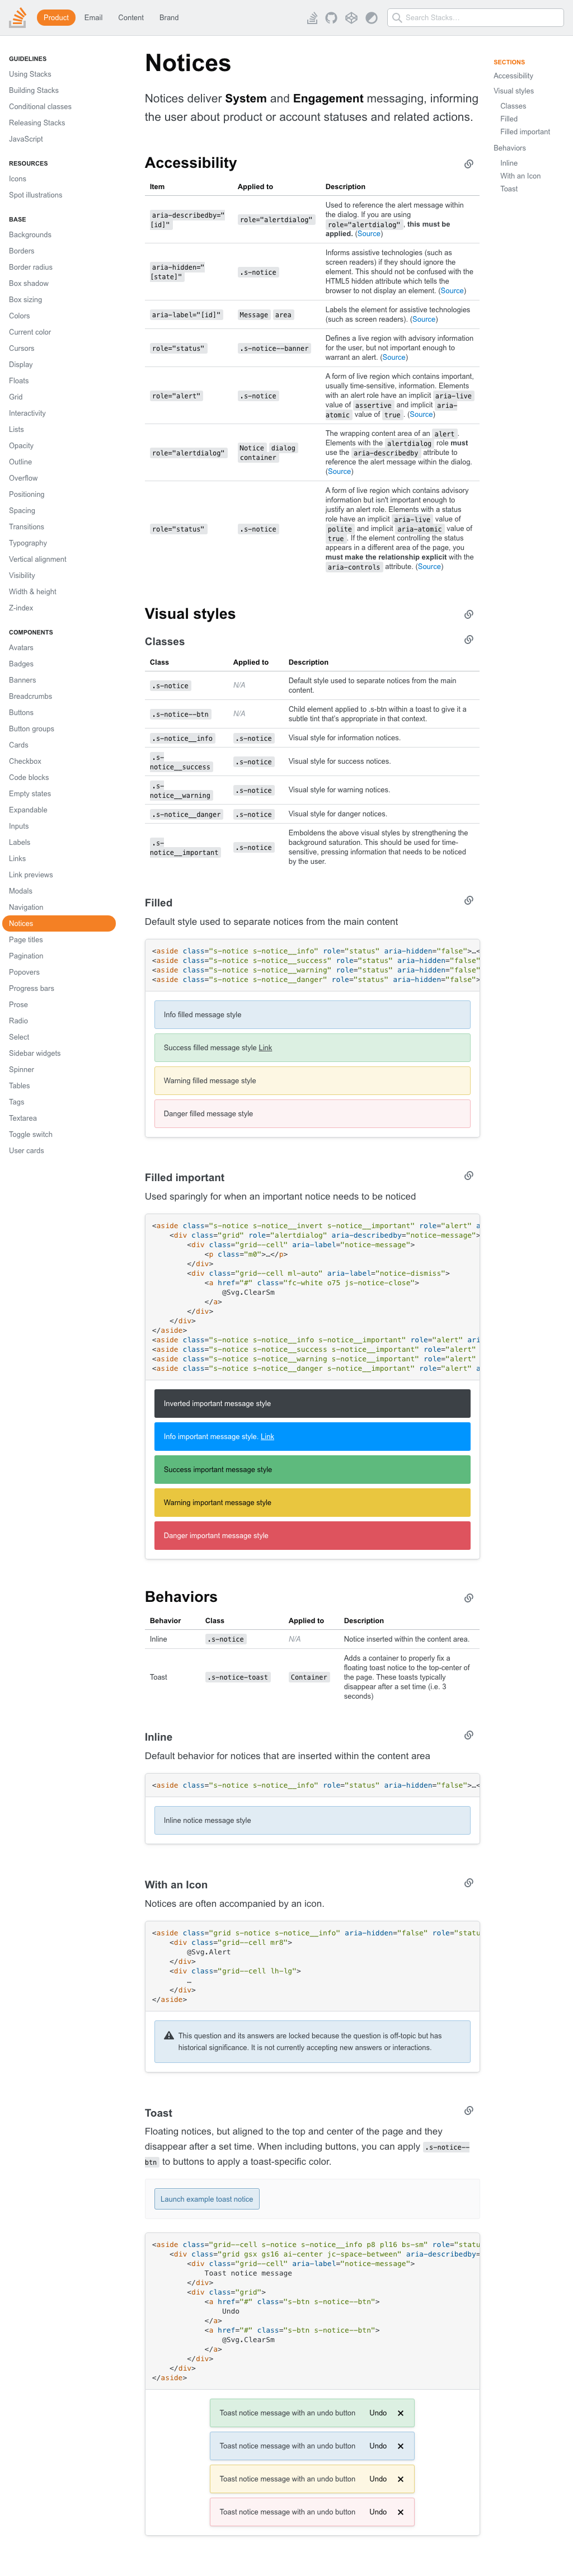 Product Email Content Brand Search Stacks...
GUIDELINES
Using Stacks
Building Stacks
Conditional classes
Releasing Stacks
JavaScript
RESOURCES
Icons
Spot illustrations
BASE
Backgrounds
Borders
Border radius
Box shadow
Box sizing
Colors
Current color
Cursors
Display
Floats
Grid
Interactivity
Lists
Opacity
Outline
Overflow
Positioning
Spacing
Transitions
Typography
Vertical alignment
Visibility
Width & height
Z-index
COMPONENTS
Avatars
Badges
Banners
Breadcrumbs
Buttons
Button groups
Cards
Checkbox
Code blocks
Empty states
Expandable
Inputs
Labels
Links
Link previews
Modals
Navigation
Notices
Page titles
Pagination
Popovers
Progress bars
Prose
Radio
Select
Sidebar widgets
Spinner
Tables
Tags
Textarea
Toggle switch
User cards
Notices
Notices deliver System and Engagement messaging, informing
the user about product or account statuses and related actions.
Accessibility
Item Applied to Description
aria-describedby="
[id]"
role="alertdialog"
Used to reference the alert message within
the dialog. If you are using
role="alertdialog" , this must be
applied. (Source)
aria-hidden="
[state]"
.s-notice
Informs assistive technologies (such as
screen readers) if they should ignore the
element. This should not be confused with the
HTML5 hidden attribute which tells the
browser to not display an element. (Source)
aria-label="[id]"
Message area
Labels the element for assistive technologies
(such as screen readers). (Source)
role="status"
.s-notice--banner
Defines a live region with advisory information
for the user, but not important enough to
warrant an alert. (Source)
role="alert"
.s-notice
A form of live region which contains important,
usually time-sensitive, information. Elements
with an alert role have an implicit aria-live
value of assertive and implicit aria-
atomic value of true . (Source)
role="alertdialog"
Notice dialog
container
The wrapping content area of an alert .
Elements with the alertdialog role must
use the aria-describedby attribute to
reference the alert message within the dialog.
(Source)
role="status"
.s-notice
A form of live region which contains advisory
information but isn't important enough to
justify an alert role. Elements with a status
role have an implicit aria-live value of
polite and implicit aria-atomic value of
true . If the element controlling the status
appears in a different area of the page, you
must make the relationship explicit with the
aria-controls attribute. (Source)
Visual styles
Classes
Class Applied to Description
.s-notice
N/A
Default style used to separate notices from the main
content.
.s-notice--btn
N/A
Child element applied to .s-btn within a toast to give it a
subtle tint that's appropriate in that context.
.s-notice__info .s-notice Visual style for information notices.
.s-
notice__success
.s-notice Visual style for success notices.
.s-
notice__warning
.s-notice Visual style for warning notices.
.s-notice__danger .s-notice Visual style for danger notices.
.s-
notice__important
.s-notice
Emboldens the above visual styles by strengthening the
background saturation. This should be used for time-
sensitive, pressing information that needs to be noticed
by the user.
Filled
Default style used to separate notices from the main content
<aside class="s-notice s-notice__info" role="status" aria-hidden="false">…<
<aside class="s-notice s-notice__success" role="status" aria-hidden="false"
<aside class="s-notice s-notice__warning" role="status" aria-hidden="false"
<aside class="s-notice s-notice__danger" role="status" aria-hidden="false">
Info filled message style
Success filled message style Link
Warning filled message style
Danger filled message style
Filled important
Used sparingly for when an important notice needs to be noticed
<aside class="s-notice s-notice__invert s-notice__important" role="alert" a
<div class="grid" role="alertdialog" aria-describedby="notice-message">
<div class="grid--cell" aria-label="notice-message">
<p class="m0">…</p>
</div>
<div class="grid--cell ml-auto" aria-label="notice-dismiss">
<a href="#" class="fc-white o75 js-notice-close">
@Svg.ClearSm
</a>
</div>
</div>
</aside>
<aside class="s-notice s-notice__info s-notice__important" role="alert" ari
<aside class="s-notice s-notice__success s-notice__important" role="alert"
<aside class="s-notice s-notice__warning s-notice__important" role="alert"
<aside class="s-notice s-notice__danger s-notice__important" role="alert" a
Inverted important message style
Info important message style. Link
Success important message style
Warning important message style
Danger important message style
Behaviors
Behavior Class Applied to Description
Inline .s-notice N/A Notice inserted within the content area.
Toast .s-notice-toast Container
Adds a container to properly fix a
floating toast notice to the top-center of
the page. These toasts typically
disappear after a set time (i.e. 3
seconds)
Inline
Default behavior for notices that are inserted within the content area
<aside class="s-notice s-notice__info" role="status" aria-hidden="false">…<
Inline notice message style
With an Icon
Notices are often accompanied by an icon.
<aside class="grid s-notice s-notice__info" aria-hidden="false" role="statu
<div class="grid--cell mr8">
@Svg.Alert
</div>
<div class="grid--cell lh-lg">
…
</div>
</aside>
This question and its answers are locked because the question is off-topic but has
historical significance. It is not currently accepting new answers or interactions.
Toast
Floating notices, but aligned to the top and center of the page and they
disappear after a set time. When including buttons, you can apply .s-notice--
btn to buttons to apply a toast-specific color.
Launch example toast notice
<aside class="grid--cell s-notice s-notice__info p8 pl16 bs-sm" role="statu
<div class="grid gsx gs16 ai-center jc-space-between" aria-describedby=
<div class="grid--cell" aria-label="notice-message">
Toast notice message
</div>
<div class="grid">
<a href="#" class="s-btn s-notice--btn">
Undo
</a>
<a href="#" class="s-btn s-notice--btn">
@Svg.ClearSm
</a>
</div>
</div>
</aside>
Toast notice message with an undo button Undo
Toast notice message with an undo button Undo
Toast notice message with an undo button Undo
Toast notice message with an undo button Undo
SECTIONS
Accessibility
Visual styles
Classes
Filled
Filled important
Behaviors
Inline
With an Icon
Toast